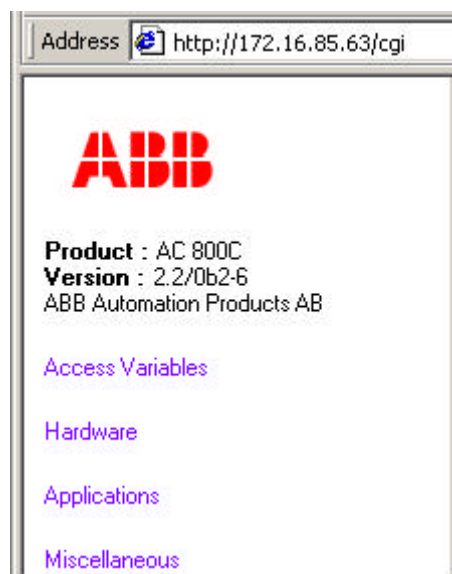 Address http://172.16.85.63/cgi
ABB
Product : AC 800C
Version : 2.2/0b2-6
ABB Automation Products AB
Access Variables
Hardware
Applications
Miscellaneous